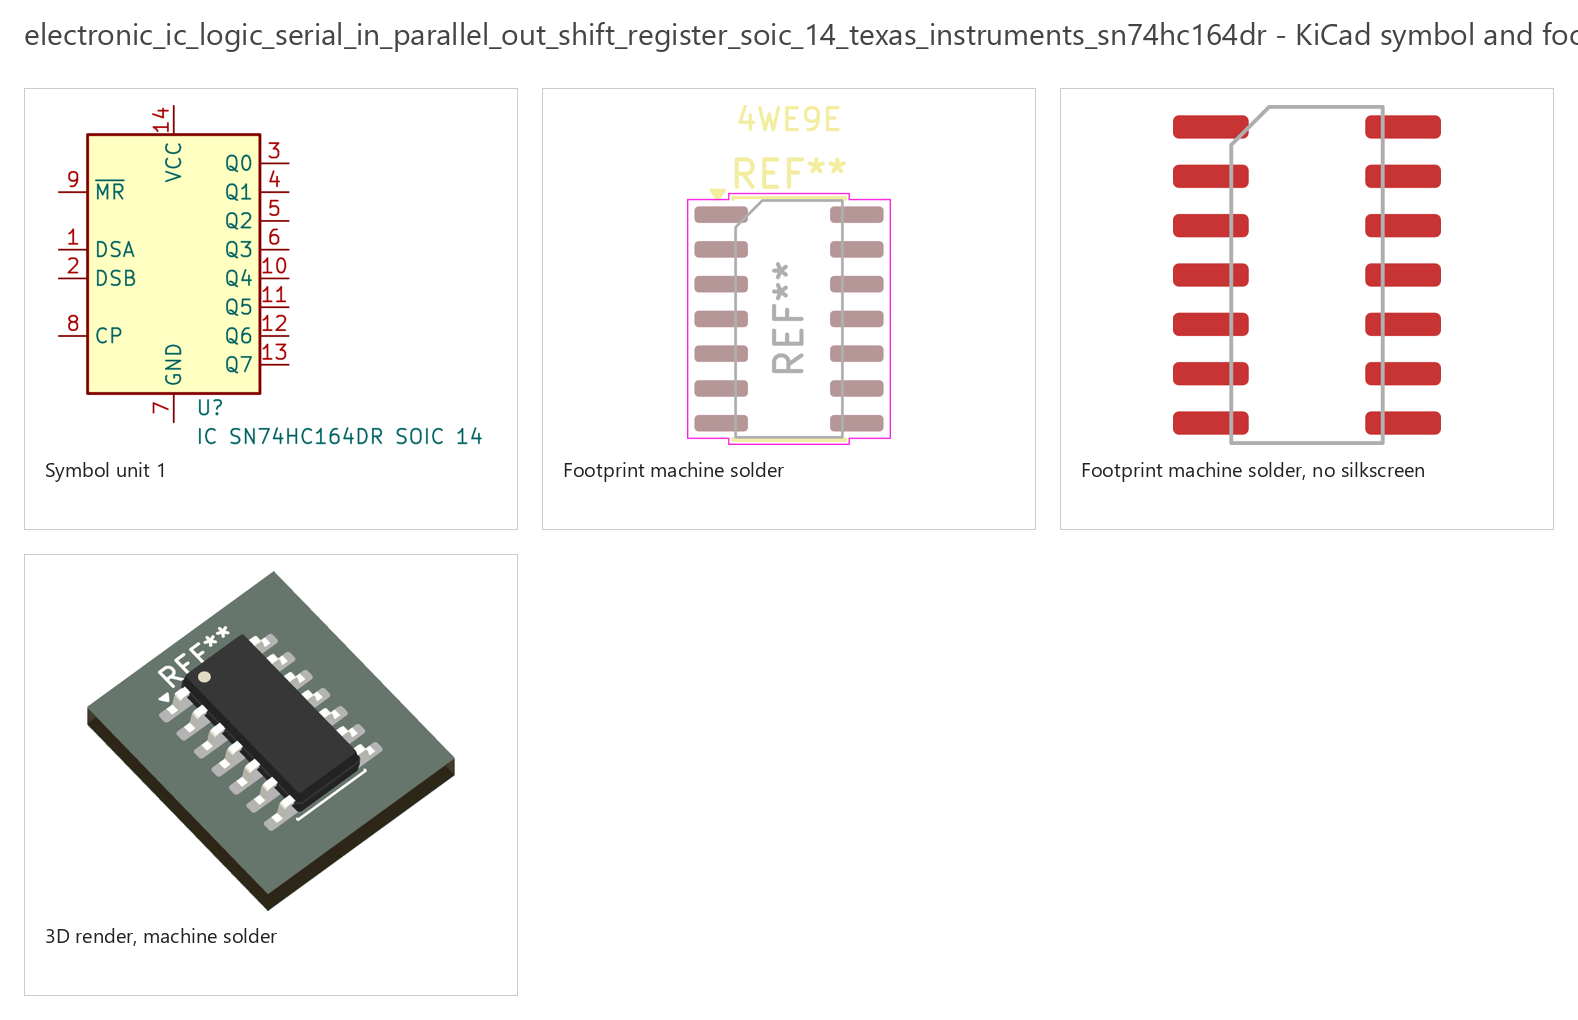 electronic_ic_logic_serial_in_parallel_out_shift_register_soic_14_texas_instruments_sn74hc164dr - KiCad symbol and foo
14
VCC
9
MR
1
DSA
2
DSB
8
CP
GND
7
Q0
3
Q1
4
Q2
5
Q3
6
Q4
10
Q5
11
Q6
12
Q7
13
U?
IC SN74HC164DR SOIC 14
Symbol unit 1
4WE9E
REF**
REF**
Footprint machine solder
Footprint machine solder, no silkscreen
REF**
3D render, machine solder